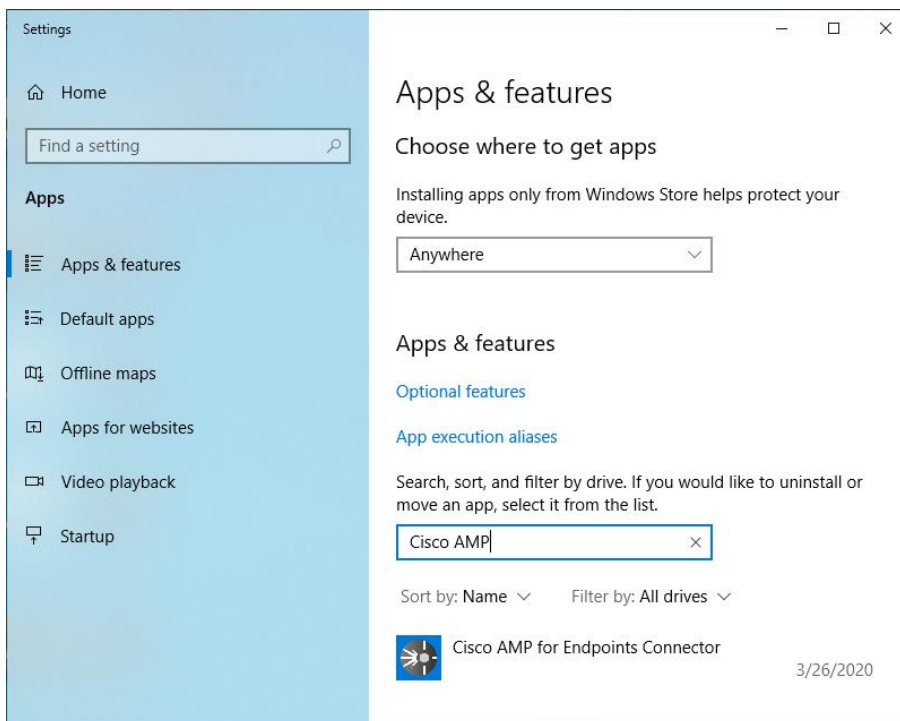 Settings
Home
Find a setting
Apps
Apps & features
Default apps
Offline maps
Apps for websites
Video playback
Startup
Apps & features
Choose where to get apps
Installing apps only from Windows Store helps protect your
device.
Anywhere
Apps & features
Optional features
App execution aliases
Search, sort, and filter by drive. If you would like to uninstall or
move an app, select it from the list.
Cisco AMP
Sort by: Name Filter by: All drives
Cisco AMP for Endpoints Connector
3/26/2020